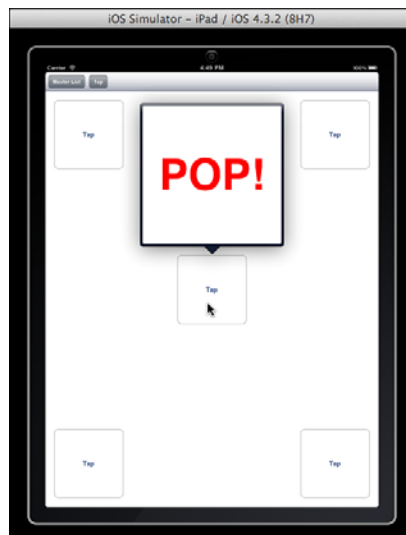 iOS Simulator – iPad / iOS 4.3.2 (8H7)
Carrier 4:49 PM 100%
Master List Tap
Tap Tap
POP!
Tap
Tap Tap